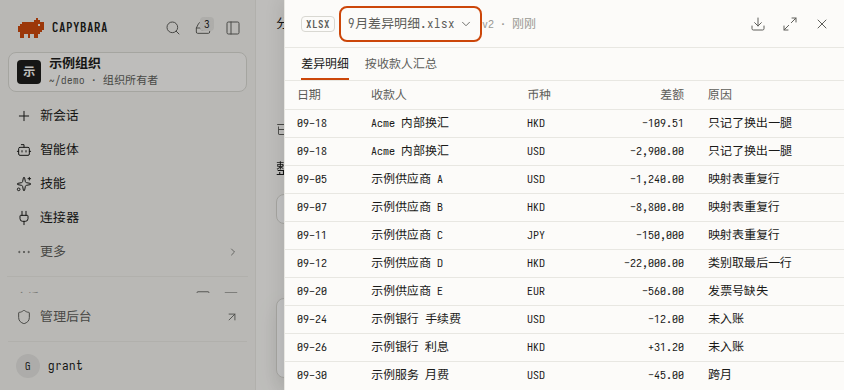 CAPYBARA
3
示
示例组织
~/demo · 组织所有者
新会话
智能体
技能
连接器
更多
管理后台
G grant
XLSX 9月差异明细.xlsx v2 · 刚刚
差异明细 按收款人汇总
日期 收款人 币种 差额 原因
09-18 Acme 内部换汇 HKD -109.51 只记了换出一腿
09-18 Acme 内部换汇 USD -2,900.00 只记了换出一腿
09-05 示例供应商 A USD -1,240.00 映射表重复行
09-07 示例供应商 B HKD -8,800.00 映射表重复行
09-11 示例供应商 C JPY -150,000 映射表重复行
09-12 示例供应商 D HKD -22,000.00 类别取最后一行
09-20 示例供应商 E EUR -560.00 发票号缺失
09-24 示例银行 手续费 USD -12.00 未入账
09-26 示例银行 利息 HKD +31.20 未入账
09-30 示例服务 月费 USD -45.00 跨月